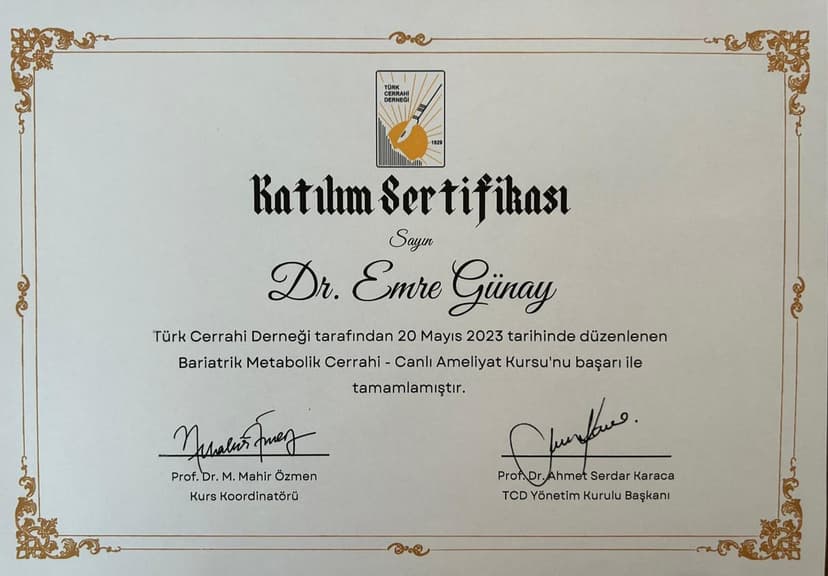 TÜRK
CERRAHİ
DERNEĞİ
1929
Katılım Sertifikası
Sayın
Dr. Emre Günay
Türk Cerrahi Derneği tarafından 20 Mayıs 2023 tarihinde düzenlenen
Bariatrik Metabolik Cerrahi - Canlı Ameliyat Kursu'nu başarı ile
tamamlamıştır.
Prof. Dr. M. Mahir Özmen
Kurs Koordinatörü
Prof. Dr. Ahmet Serdar Karaca
TCD Yönetim Kurulu Başkanı